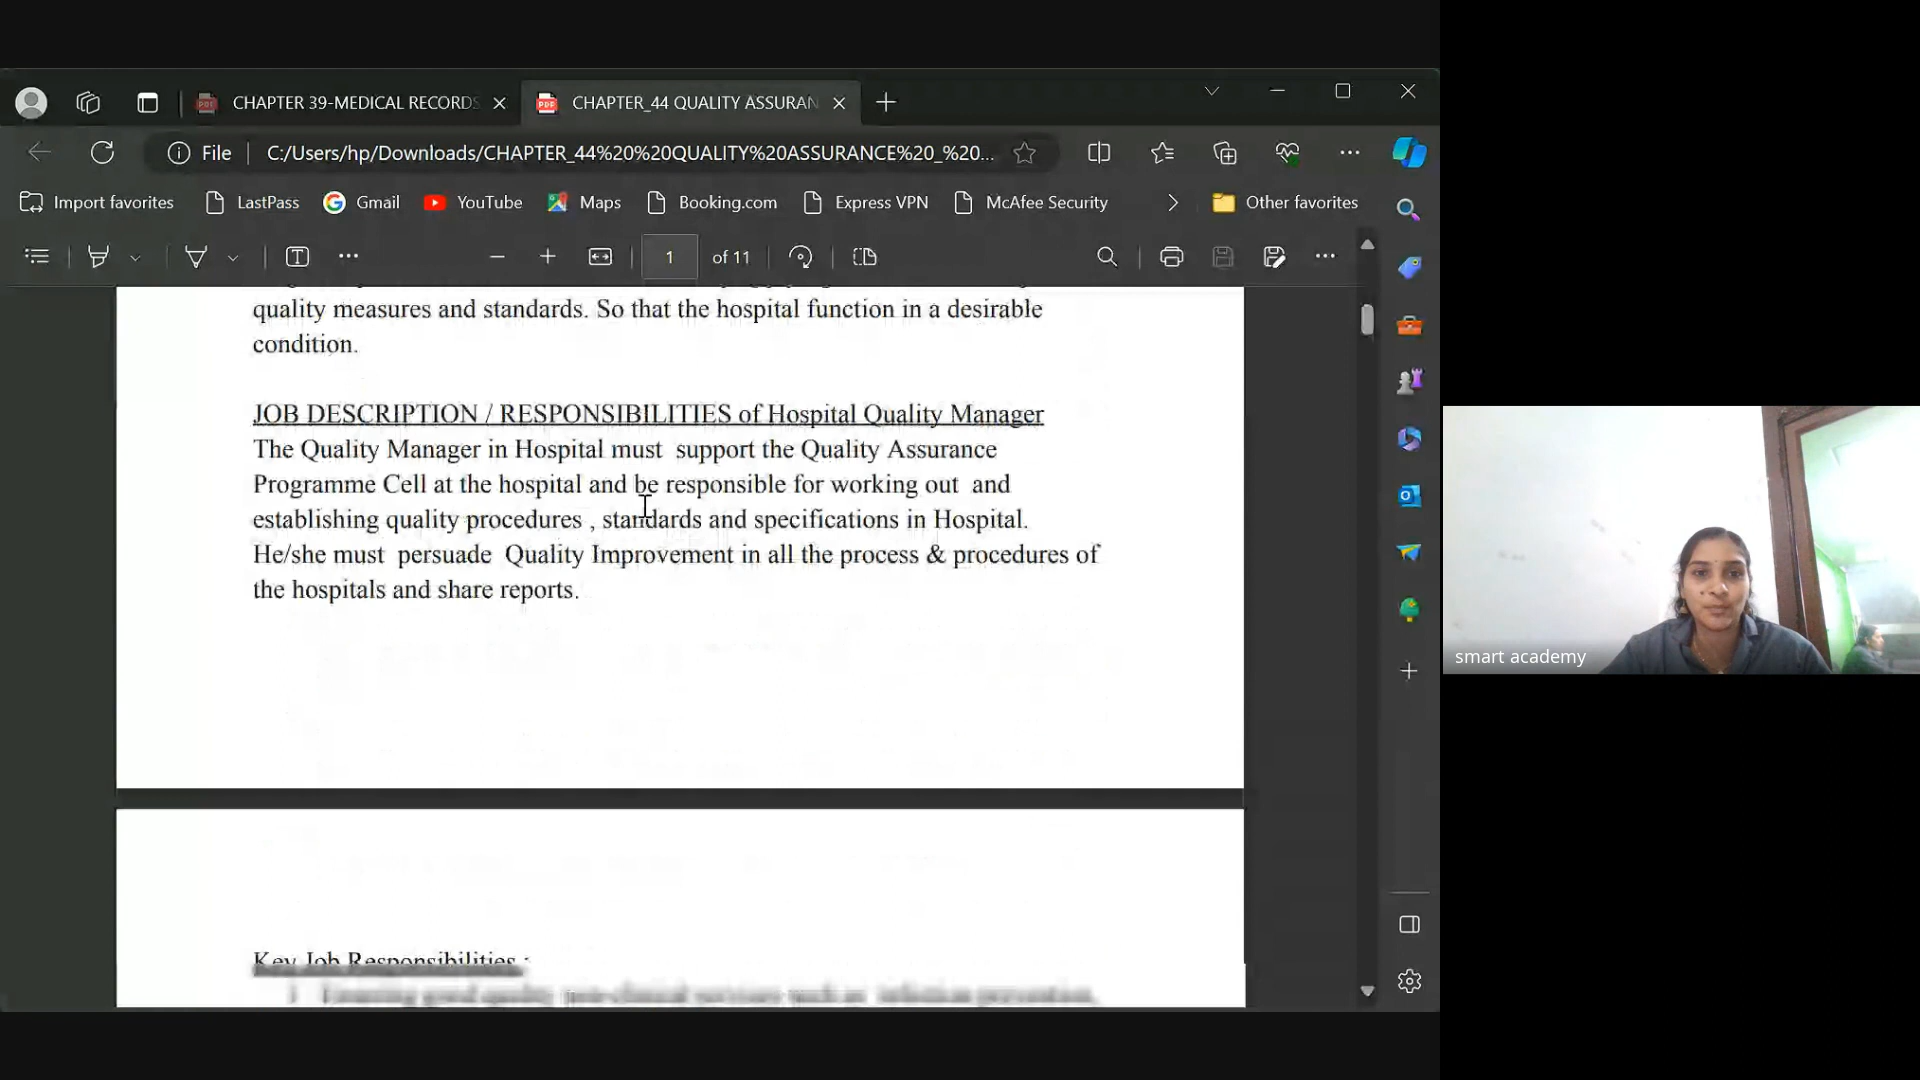 CHAPTER 39-MEDICAL RECORDS
CHAPTER_44 QUALITY ASSURAN
File
C:/Users/hp/Downloads/CHAPTER_44%20%20QUALITY%20ASSURANCE%20_%20...
Import favorites
LastPass
Gmail
YouTube
Maps
Booking.com
Express VPN
McAfee Security
Other favorites
1 of 11
quality measures and standards. So that the hospital function in a desirable
condition.
JOB DESCRIPTION / RESPONSIBILITIES of Hospital Quality Manager
The Quality Manager in Hospital must support the Quality Assurance
Programme Cell at the hospital and be responsible for working out and
establishing quality procedures , standards and specifications in Hospital.
He/she must persuade Quality Improvement in all the process & procedures of
the hospitals and share reports.
Key Job Responsibilities :
smart academy